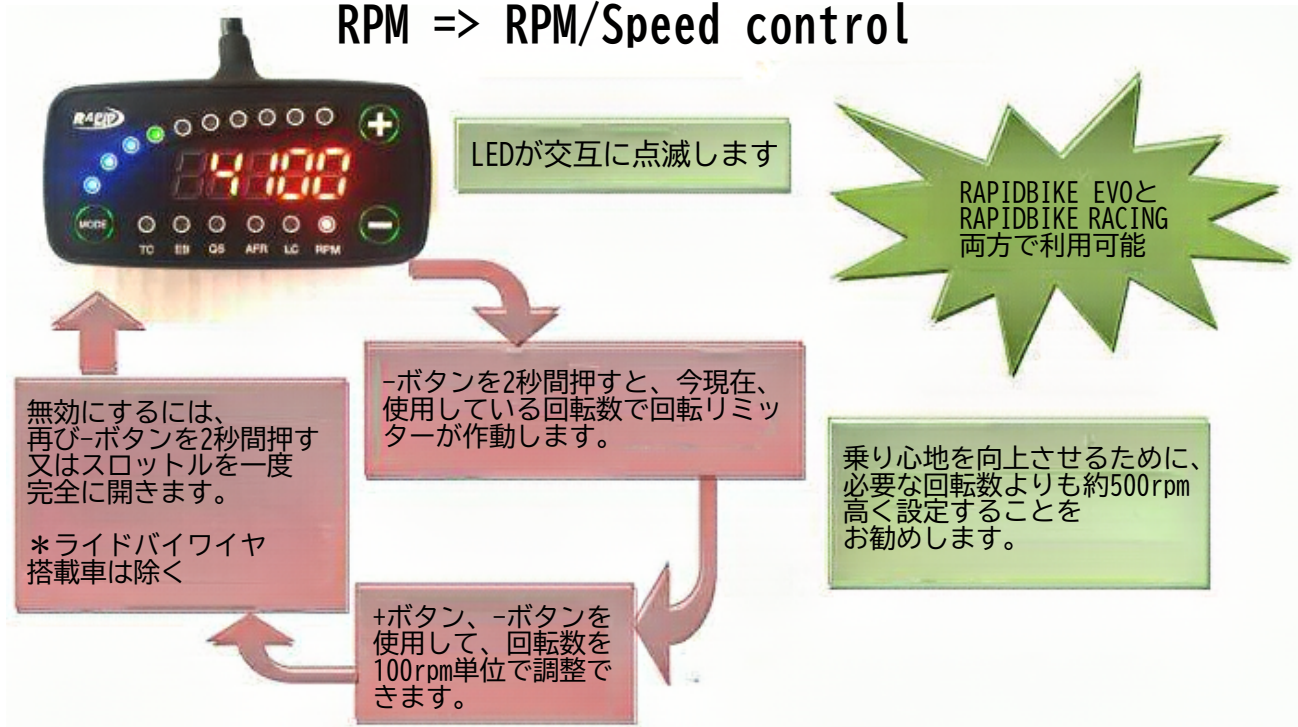 RPM => RPM/Speed control
RAPID
4100
MODE
TC EB QS AFR LC RPM
LEDが交互に点滅します
RAPIDBIKE EVOと
RAPIDBIKE RACING
両方で利用可能
-ボタンを2秒間押すと、今現在、
使用している回転数で回転リミッ
ターが作動します。
無効にするには、
再び-ボタンを2秒間押す
又はスロットルを一度
完全に開きます。
*ライドバイワイヤ
搭載車は除く
乗り心地を向上させるために、
必要な回転数よりも約500rpm
高く設定することを
お勧めします。
+ボタン、-ボタンを
使用して、回転数を
100rpm単位で調整で
きます。